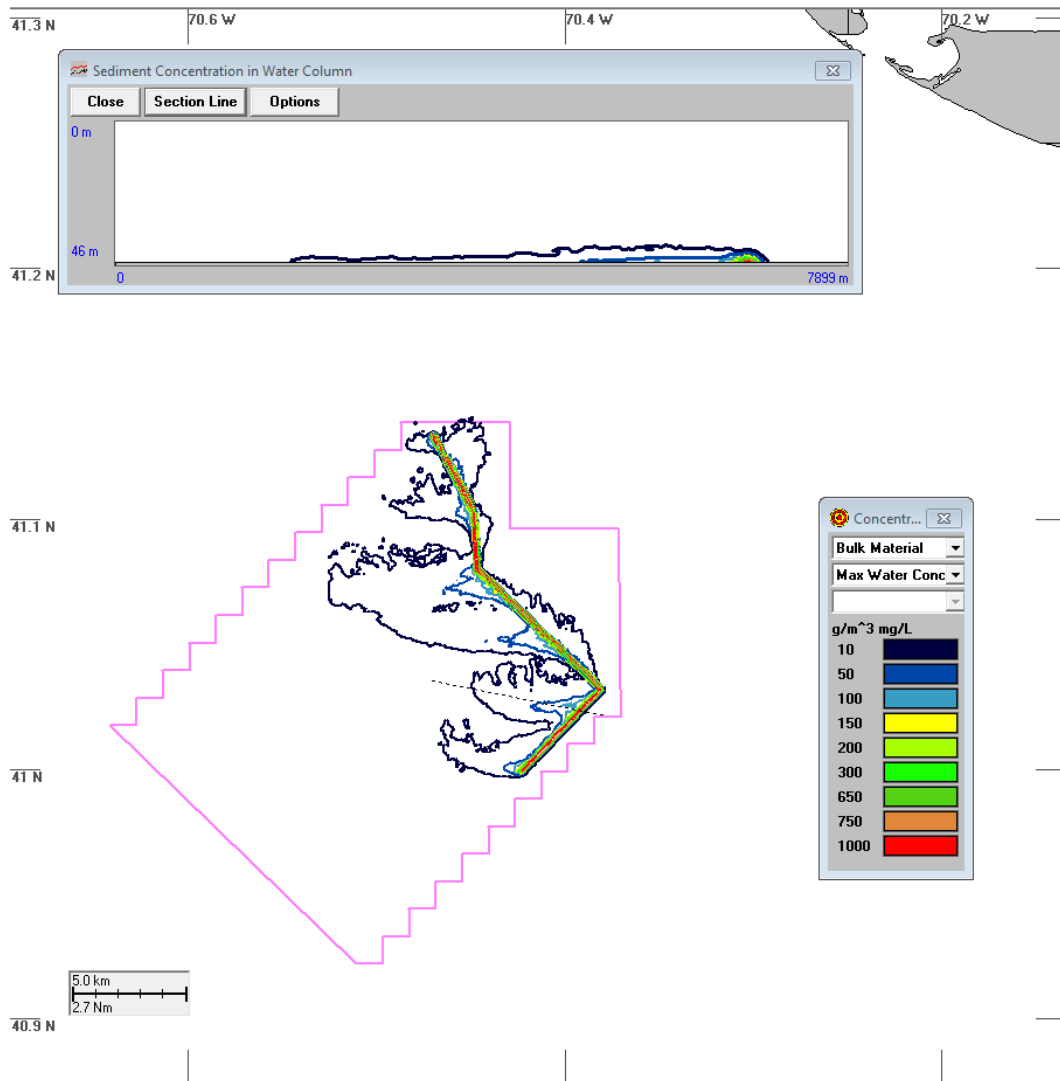 41.3 N
70.6 W
70.4 W
70.2 W
Sediment Concentration in Water Column
Close
Section Line
Options
0 m
46 m
0
7899 m
41.2 N
41.1 N
Concentr...
Bulk Material
Max Water Conc
g/m^3 mg/L
10
50
100
150
200
300
650
750
1000
41 N
5.0 km
2.7 Nm
40.9 N